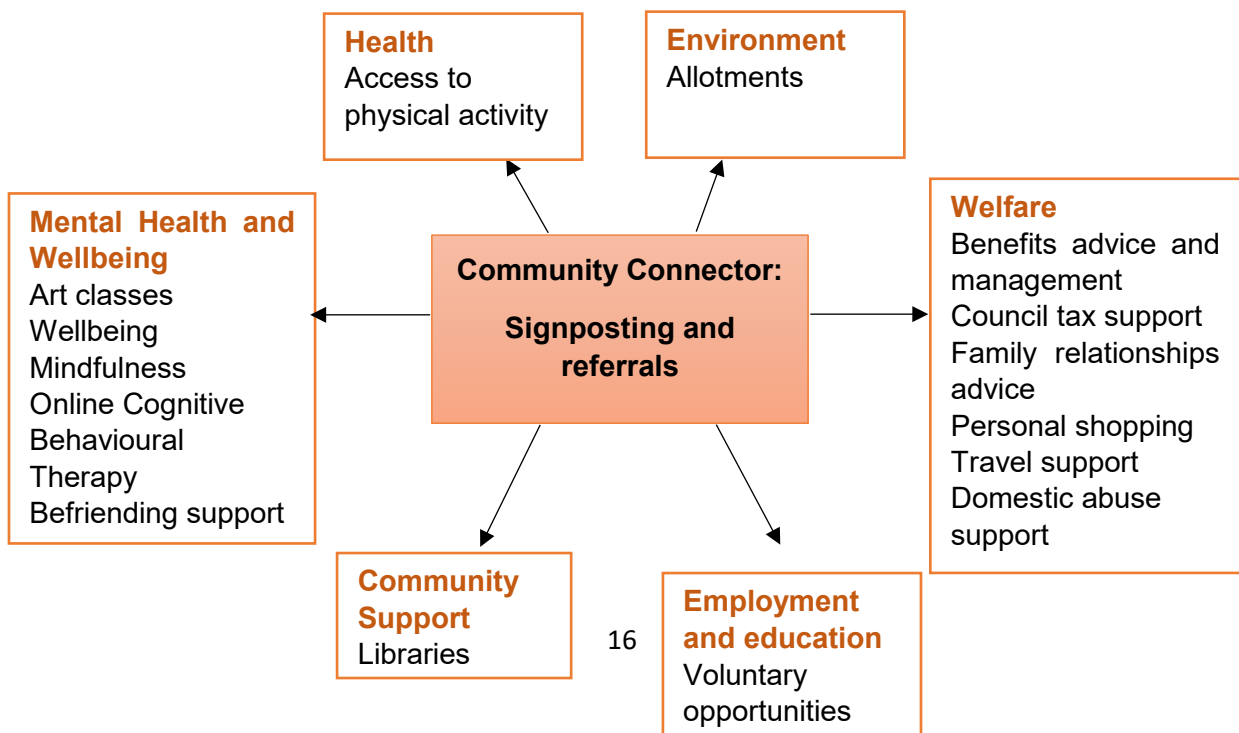 Health
Access to
physical activity
Environment
Allotments
Mental Health and
Wellbeing
Art classes
Wellbeing
Mindfulness
Online Cognitive
Behavioural
Therapy
Befriending support
Community Connector:
Signposting and
referrals
Welfare
Benefits advice and
management
Council tax support
Family relationships
advice
Personal shopping
Travel support
Domestic abuse
support
Community
Support
Libraries
16
Employment
and education
Voluntary
opportunities